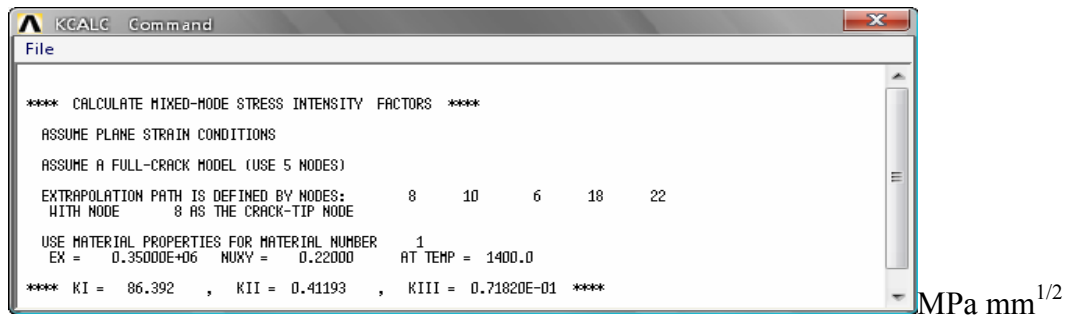 KCALC Command
File
**** CALCULATE MIXED-MODE STRESS INTENSITY FACTORS ****
ASSUME PLANE STRAIN CONDITIONS
ASSUME A FULL-CRACK MODEL (USE 5 NODES)
EXTRAPOLATION PATH IS DEFINED BY NODES: 8 10 6 18 22
WITH NODE 8 AS THE CRACK-TIP NODE
USE MATERIAL PROPERTIES FOR MATERIAL NUMBER 1
EX = 0.35000E+06 NUXY = 0.22000 AT TEMP = 1400.0
**** KI = 86.392 , KII = 0.41193 , KIII = 0.71820E-01 ****
MPa mm^1/2